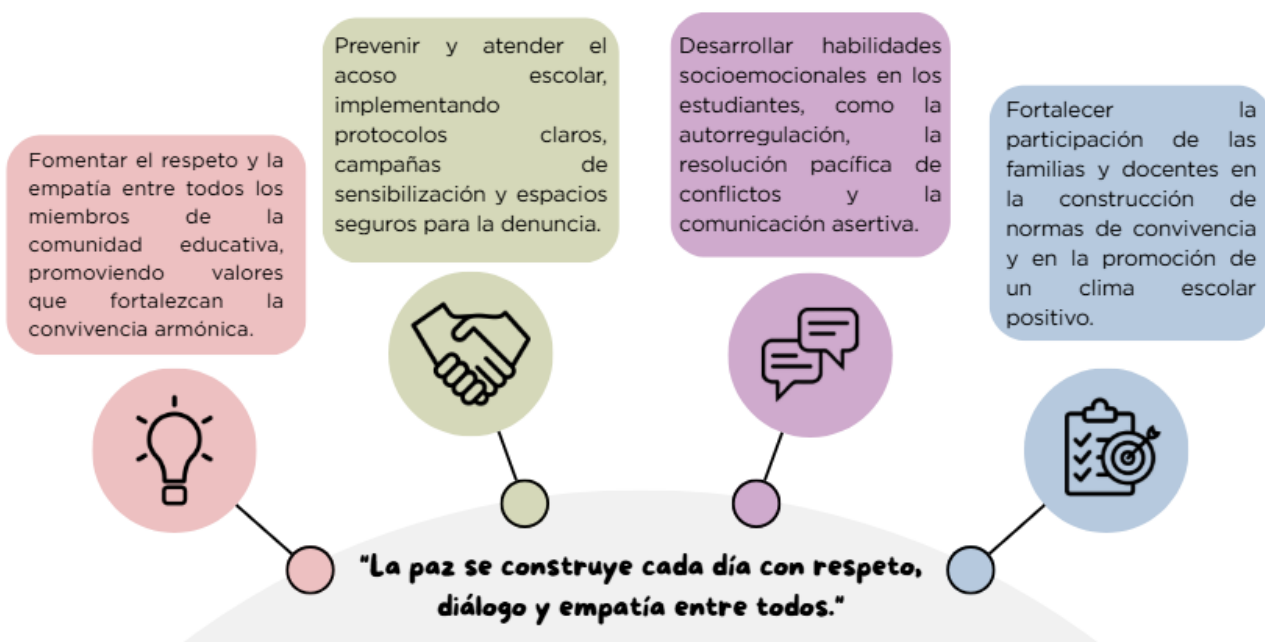 Fomentar el respeto y la
empatía entre todos los
miembros de la
comunidad educativa,
promoviendo valores
que fortalezcan la
convivencia armónica.
Prevenir y atender el
acoso escolar,
implementando
protocolos claros,
campañas de
sensibilización y espacios
seguros para la denuncia.
Desarrollar habilidades
socioemocionales en los
estudiantes, como la
autorregulación, la
resolución pacífica de
conflictos y la
comunicación asertiva.
Fortalecer la
participación de las
familias y docentes en
la construcción de
normas de convivencia
y en la promoción de
un clima escolar
positivo.
"La paz se construye cada día con respeto,
diálogo y empatía entre todos."